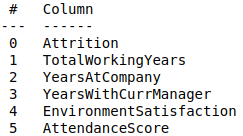 # Column
--- ------
0 Attrition
1 TotalWorkingYears
2 YearsAtCompany
3 YearsWithCurrManager
4 EnvironmentSatisfaction
5 AttendanceScore